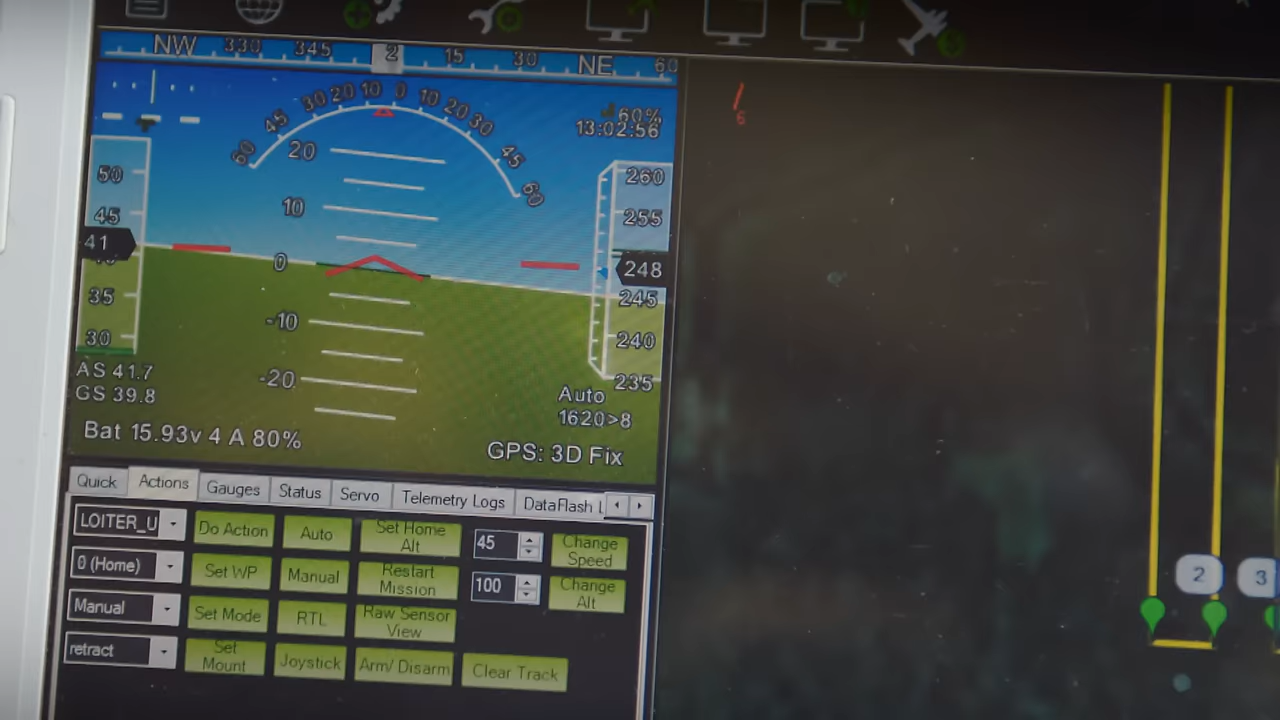 NW 330 345 2 15 30 NE 60
60 45 30 20 10 0 10 20 30 45 60
60%
13:02:56
50
45
41
35
30
20
10
0
-10
-20
260
255
248
245
240
235
AS 41.7
GS 39.8
Bat 15.93v 4 A 80%
Auto
1620>8
GPS: 3D Fix
Quick Actions Gauges Status Servo Telemetry Logs DataFlash L
LOITER_U Do Action Auto Set Home Alt 45 Change Speed
0 (Home) Set WP Manual Restart Mission 100 Change Alt
Manual Set Mode RTL Raw Sensor View
retract Set Mount Joystick Arm/ Disarm Clear Track
6
2
3